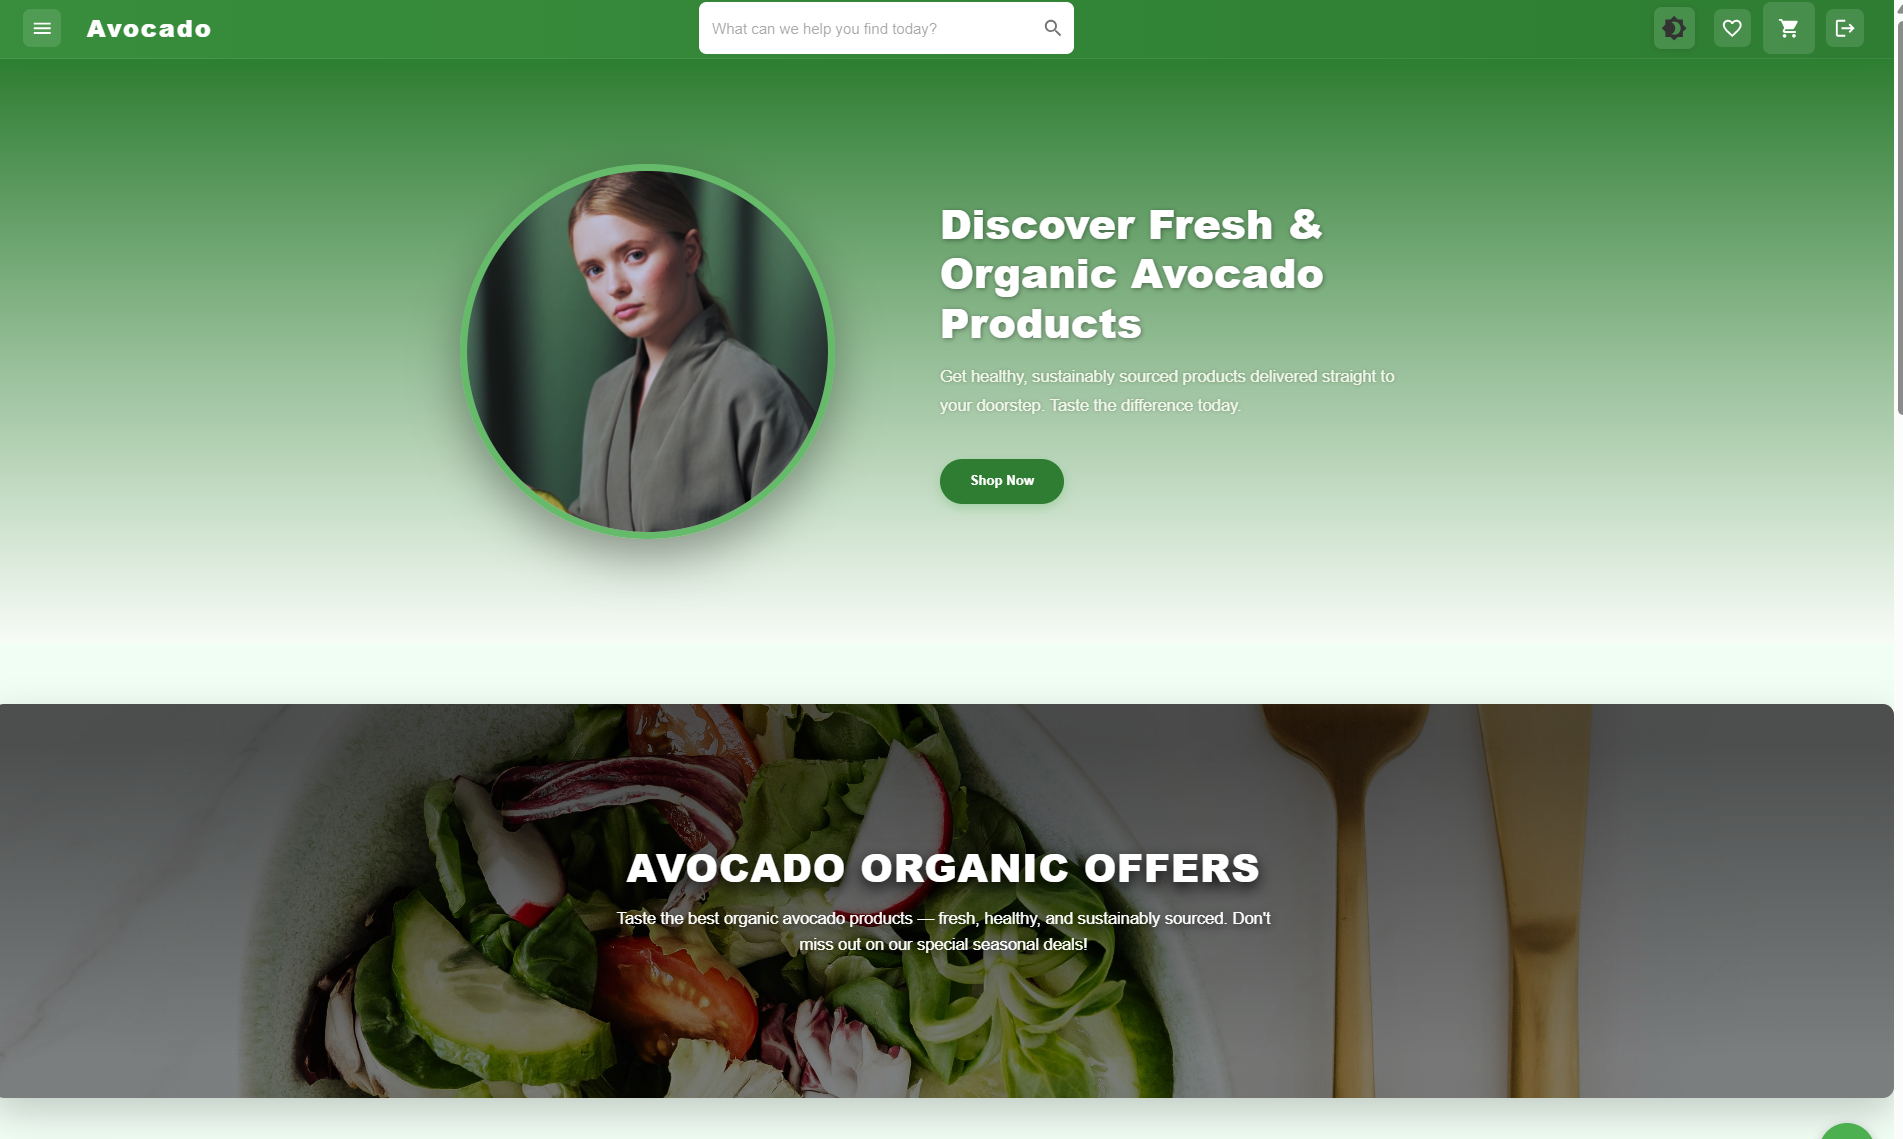 Avocado
What can we help you find today?
Discover Fresh &
Organic Avocado
Products
Get healthy, sustainably sourced products delivered straight to
your doorstep. Taste the difference today.
Shop Now
AVOCADO ORGANIC OFFERS
Taste the best organic avocado products — fresh, healthy, and sustainably sourced. Don't
miss out on our special seasonal deals!